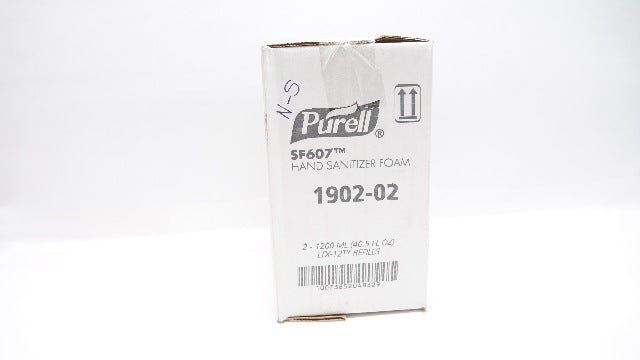 N-S
Purell®
SF607™
HAND SANITIZER FOAM
1902-02
2 - 1200 ML (40.5 FL OZ)
LTX-12™ REFILLS